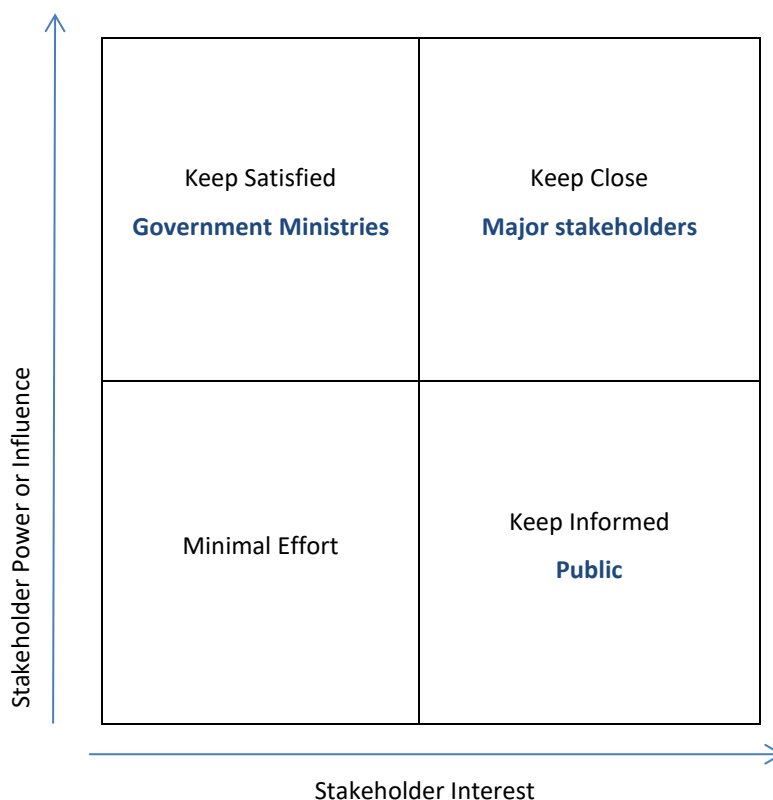 Keep Satisfied
Government Ministries
Keep Close
Major stakeholders
Minimal Effort
Keep Informed
Public
Stakeholder Power or Influence
Stakeholder Interest